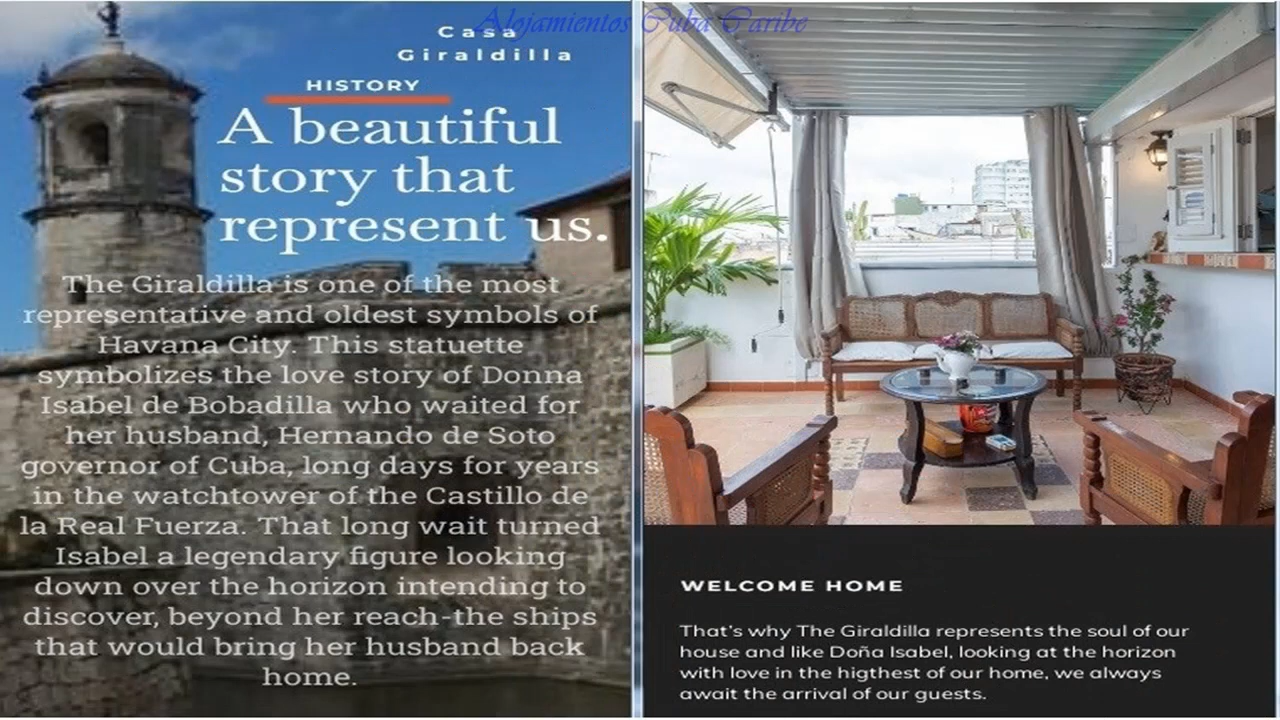 Alojamientos Cuba Caribe
Casa
Giraldilla
HISTORY
A beautiful
story that
represent us.
The Giraldilla is one of the most
representative and oldest symbols of
Havana City. This statuette
symbolizes the love story of Donna
Isabel de Bobadilla who waited for
her husband, Hernando de Soto
governor of Cuba, long days for years
in the watchtower of the Castillo de
la Real Fuerza. That long wait turned
Isabel a legendary figure looking
down over the horizon intending to
discover, beyond her reach-the ships
that would bring her husband back
home.
WELCOME HOME
That's why The Giraldilla represents the soul of our
house and like Doña Isabel, looking at the horizon
with love in the higthest of our home, we always
await the arrival of our guests.